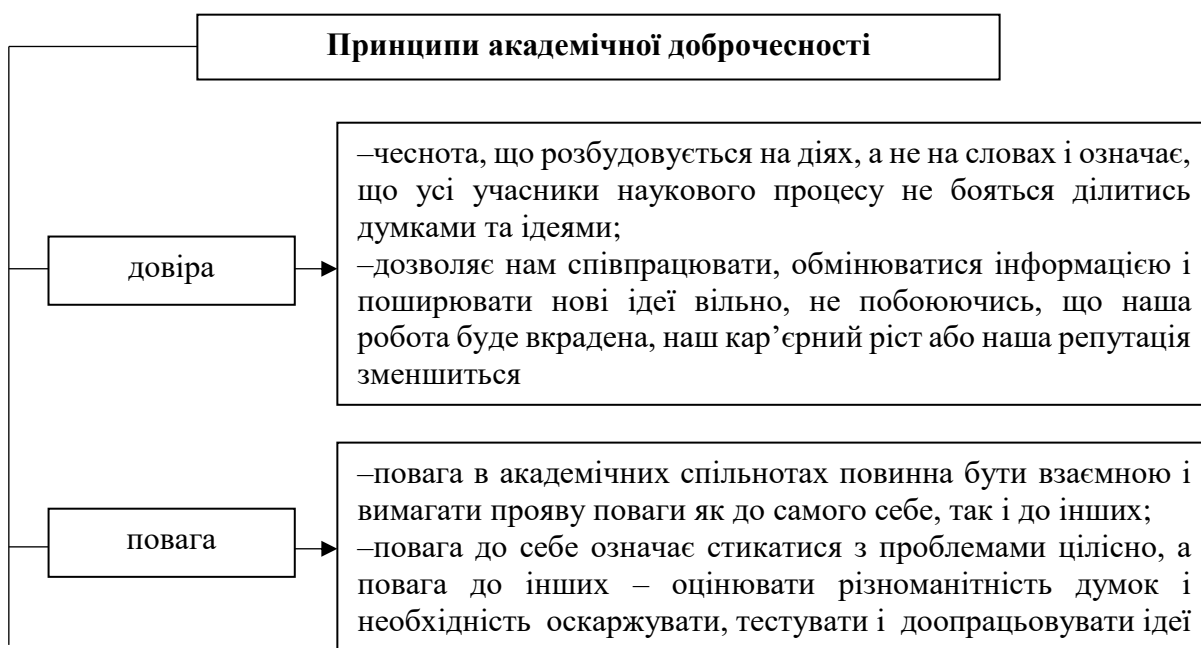 Принципи академічної доброчесності
довіра
–чеснота, що розбудовується на діях, а не на словах і означає,
що усі учасники наукового процесу не бояться ділитись
думками та ідеями;
–дозволяє нам співпрацювати, обмінюватися інформацією і
поширювати нові ідеї вільно, не побоюючись, що наша
робота буде вкрадена, наш кар’єрний ріст або наша репутація
зменшиться
повага
–повага в академічних спільнотах повинна бути взаємною і
вимагати прояву поваги як до самого себе, так і до інших;
–повага до себе означає стикатися з проблемами цілісно, а
повага до інших – оцінювати різноманітність думок і
необхідність оскаржувати, тестувати і доопрацьовувати ідеї